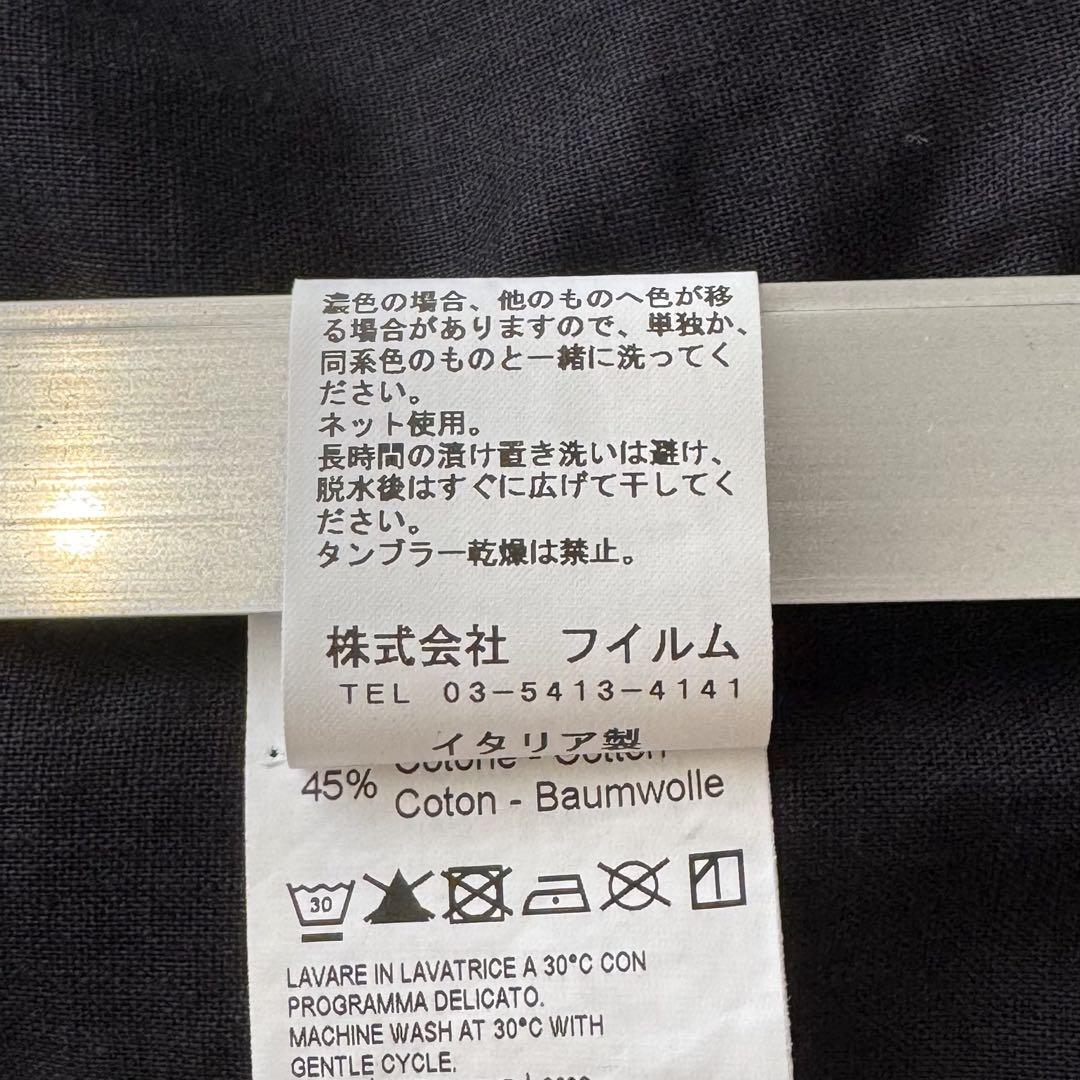 濃色の場合、他のものへ色が移
る場合がありますので、単独か、
同系色のものと一緒に洗ってく
ださい。
ネット使用。
長時間の漬け置き洗いは避け、
脱水後はすぐに広げて干してく
ださい。
タンブラー乾燥は禁止。
株式会社 フイルム
TEL 03-5413-4141
イタリア製
45% Cotone - Cotton
Coton - Baumwolle
30
LAVARE IN LAVATRICE A 30°C CON
PROGRAMMA DELICATO.
MACHINE WASH AT 30°C WITH
GENTLE CYCLE.